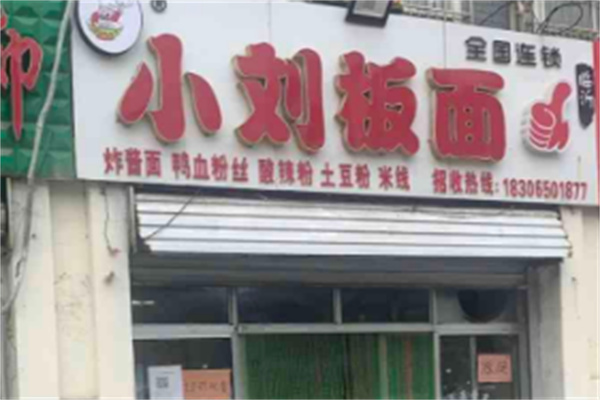 全国连锁
小刘板面
炸酱面 鸭血粉丝 酸辣粉 土豆粉 米线 招收热线:18306501877